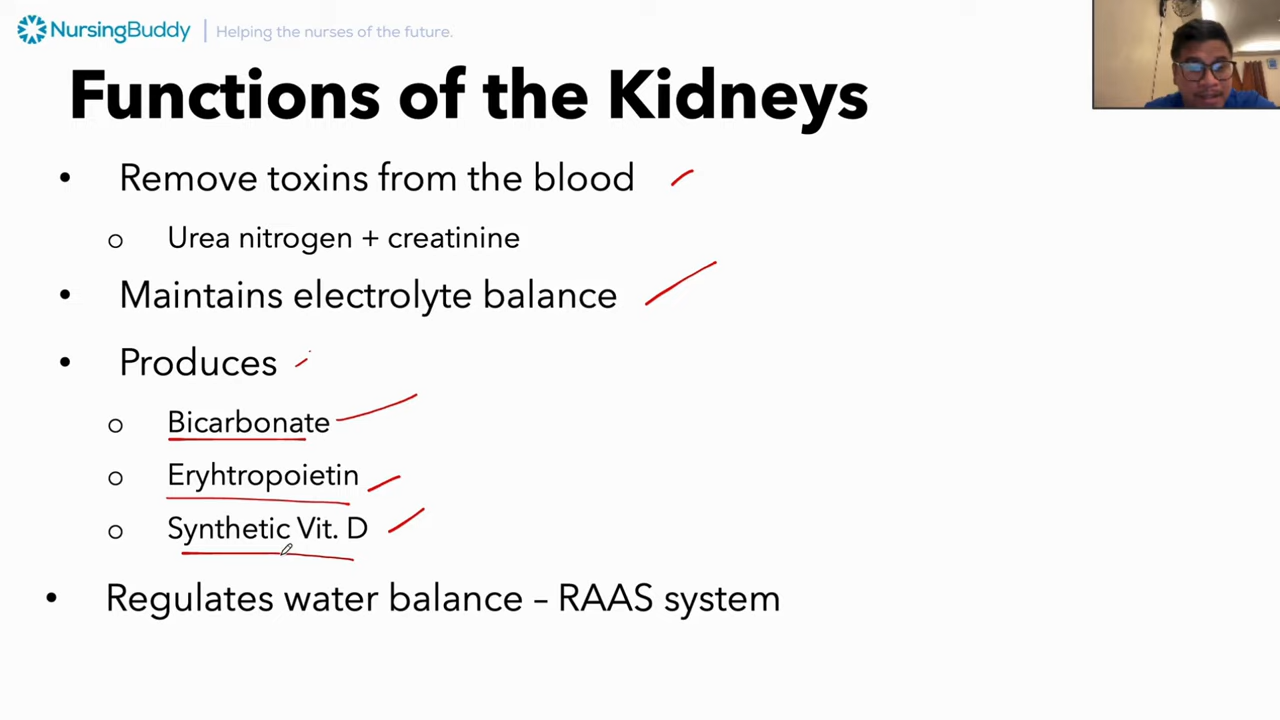 NursingBuddy | Helping the nurses of the future.
Functions of the Kidneys
• Remove toxins from the blood
o Urea nitrogen + creatinine
• Maintains electrolyte balance
• Produces
o Bicarbonate
o Eryhtropoietin
o Synthetic Vit. D
• Regulates water balance – RAAS system